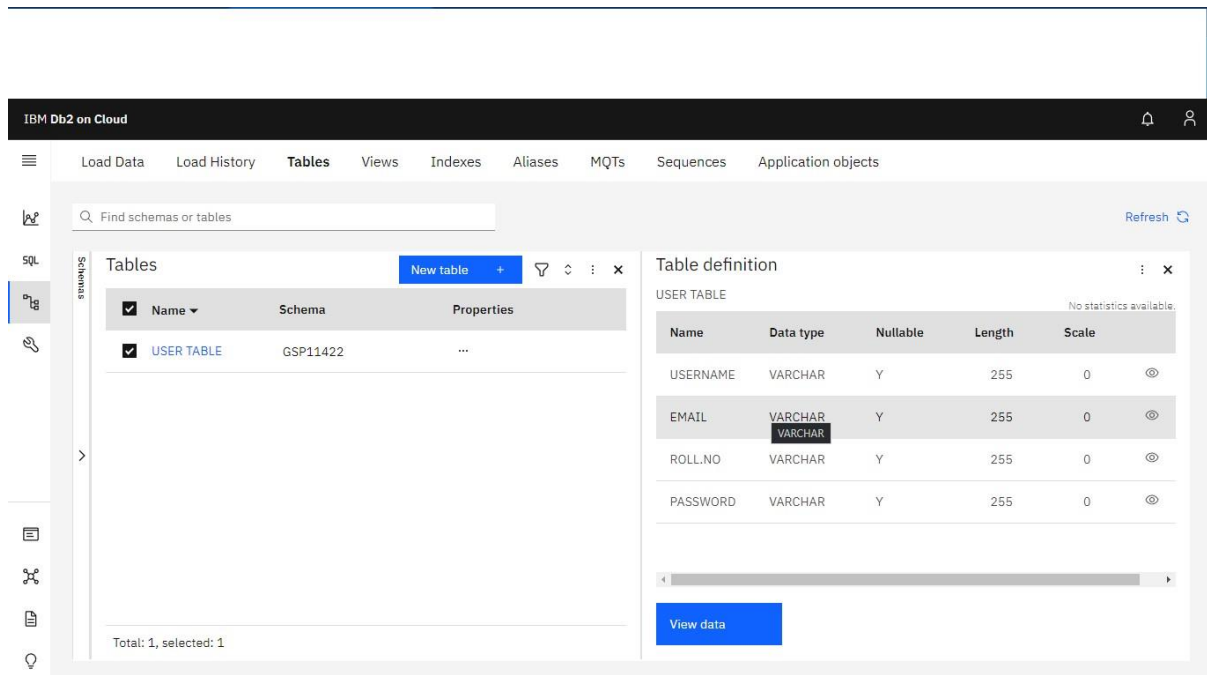 IBM Db2 on Cloud
Load Data Load History Tables Views Indexes Aliases MQTs Sequences Application objects
Find schemas or tables
Refresh
SQL
Schemas
Tables
New table +
Name Schema Properties
USER TABLE GSP11422 ...
Total: 1, selected: 1
Table definition
USER TABLE
No statistics available.
Name Data type Nullable Length Scale
USERNAME VARCHAR Y 255 0
EMAIL VARCHAR Y 255 0
VARCHAR
ROLL.NO VARCHAR Y 255 0
PASSWORD VARCHAR Y 255 0
View data